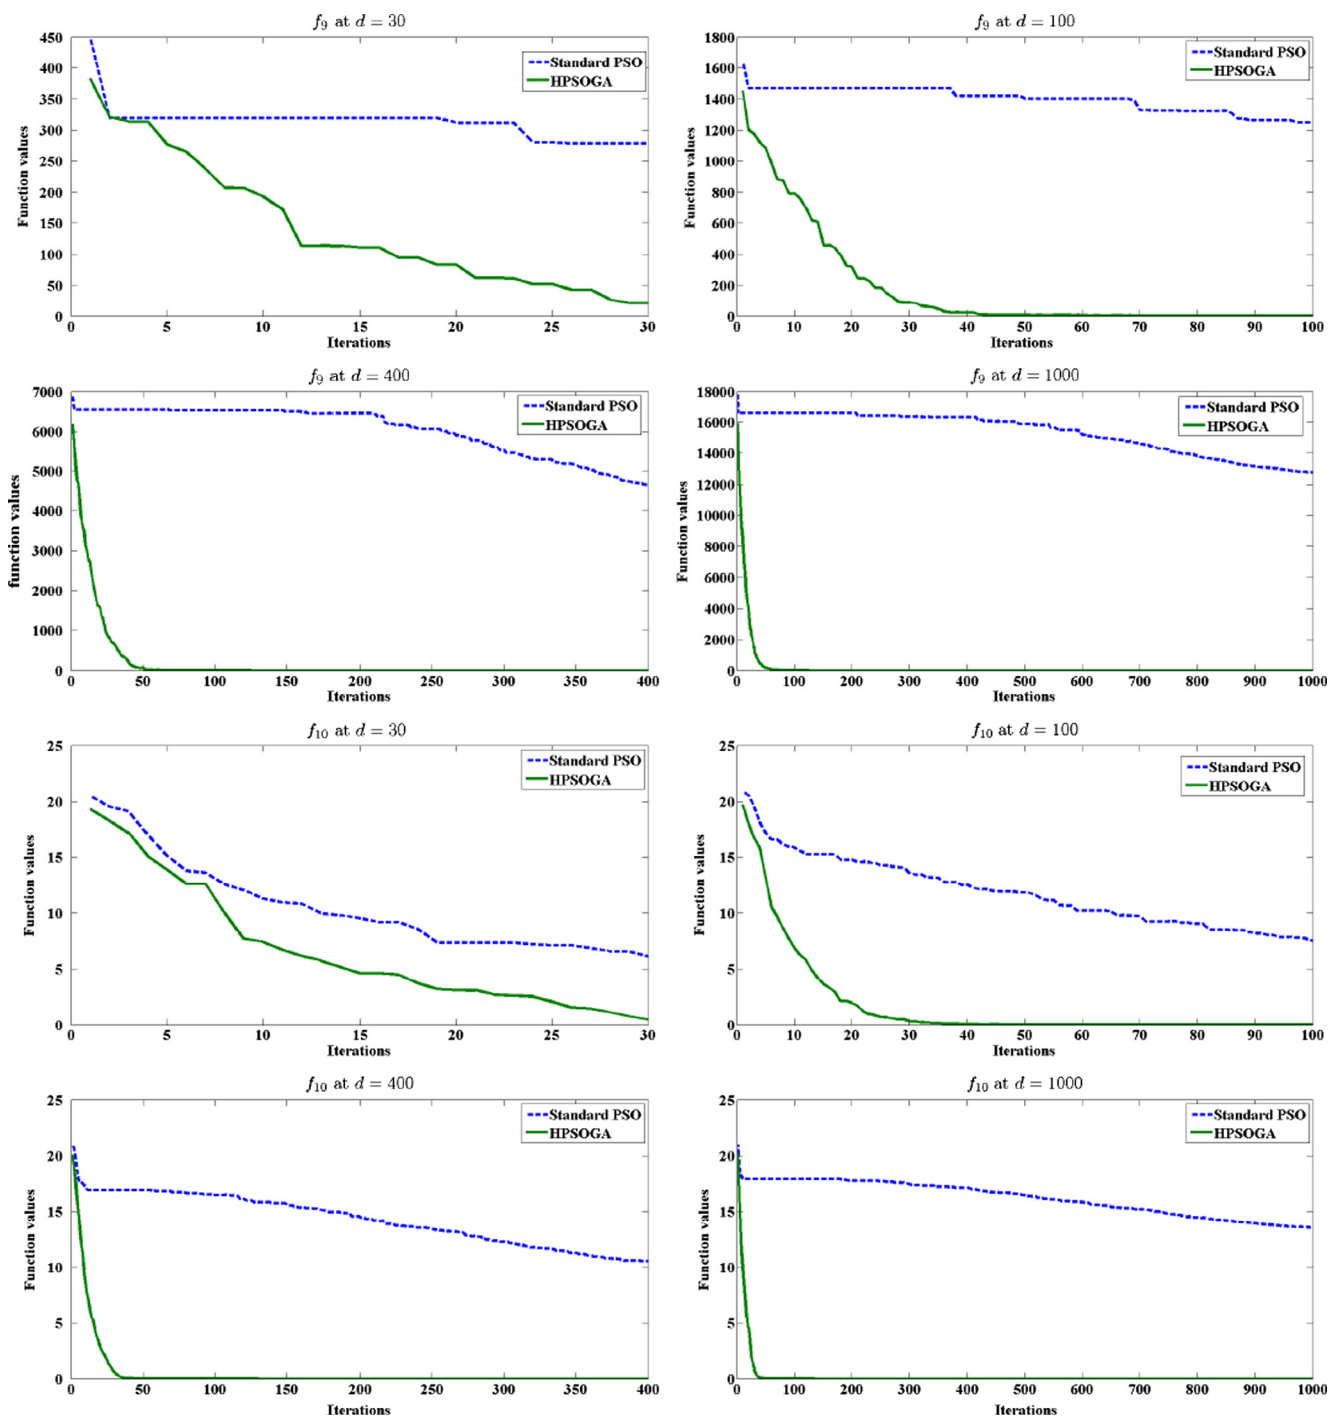 f9 at d = 30
450
400
350
300
250
200
150
100
50
0
Function values
Standard PSO
HPSOGA
0 5 10 15 20 25 30
Iterations
f9 at d = 100
1800
1600
1400
1200
1000
800
600
400
200
0
Function values
Standard PSO
HPSOGA
0 10 20 30 40 50 60 70 80 90 100
Iterations
f9 at d = 400
7000
6000
5000
4000
3000
2000
1000
0
function values
Standard PSO
HPSOGA
0 50 100 150 200 250 300 350 400
Iterations
f9 at d = 1000
18000
16000
14000
12000
10000
8000
6000
4000
2000
0
Function values
Standard PSO
HPSOGA
0 100 200 300 400 500 600 700 800 900 1000
Iterations
f10 at d = 30
25
20
15
10
5
0
Function values
Standard PSO
HPSOGA
0 5 10 15 20 25 30
Iterations
f10 at d = 100
25
20
15
10
5
0
Function values
Standard PSO
HPSOGA
0 10 20 30 40 50 60 70 80 90 100
Iterations
f10 at d = 400
25
20
15
10
5
0
Function values
Standard PSO
HPSOGA
0 50 100 150 200 250 300 350 400
Iterations
f10 at d = 1000
25
20
15
10
5
0
Function values
Standard PSO
HPSOGA
0 100 200 300 400 500 600 700 800 900 1000
Iterations